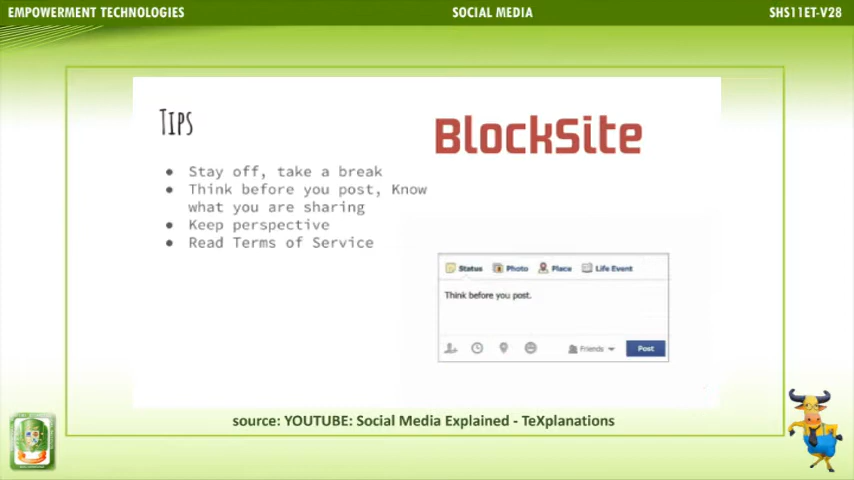 EMPOWERMENT TECHNOLOGIES
SOCIAL MEDIA
SHS11ET-V28
TIPS
BlockSite
● Stay off, take a break
● Think before you post, Know
what you are sharing
● Keep perspective
● Read Terms of Service
Status Photo Place Life Event
Think before you post.
Friends Post
source: YOUTUBE: Social Media Explained - TeXplanations